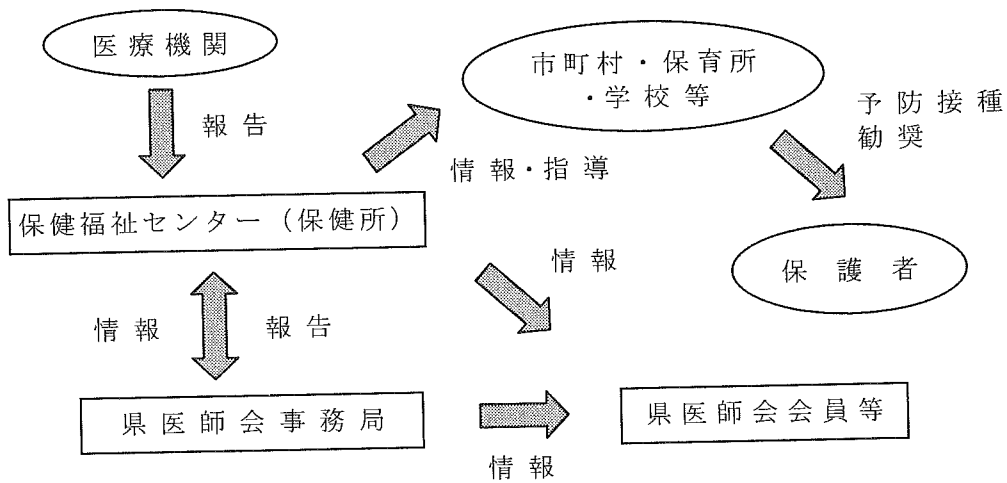 医療機関
報告
市町村・保育所
・学校等
予防接種
勧奨
情報・指導
保健福祉センター（保健所）
情報
保護者
情報
報告
県医師会事務局
情報
県医師会会員等